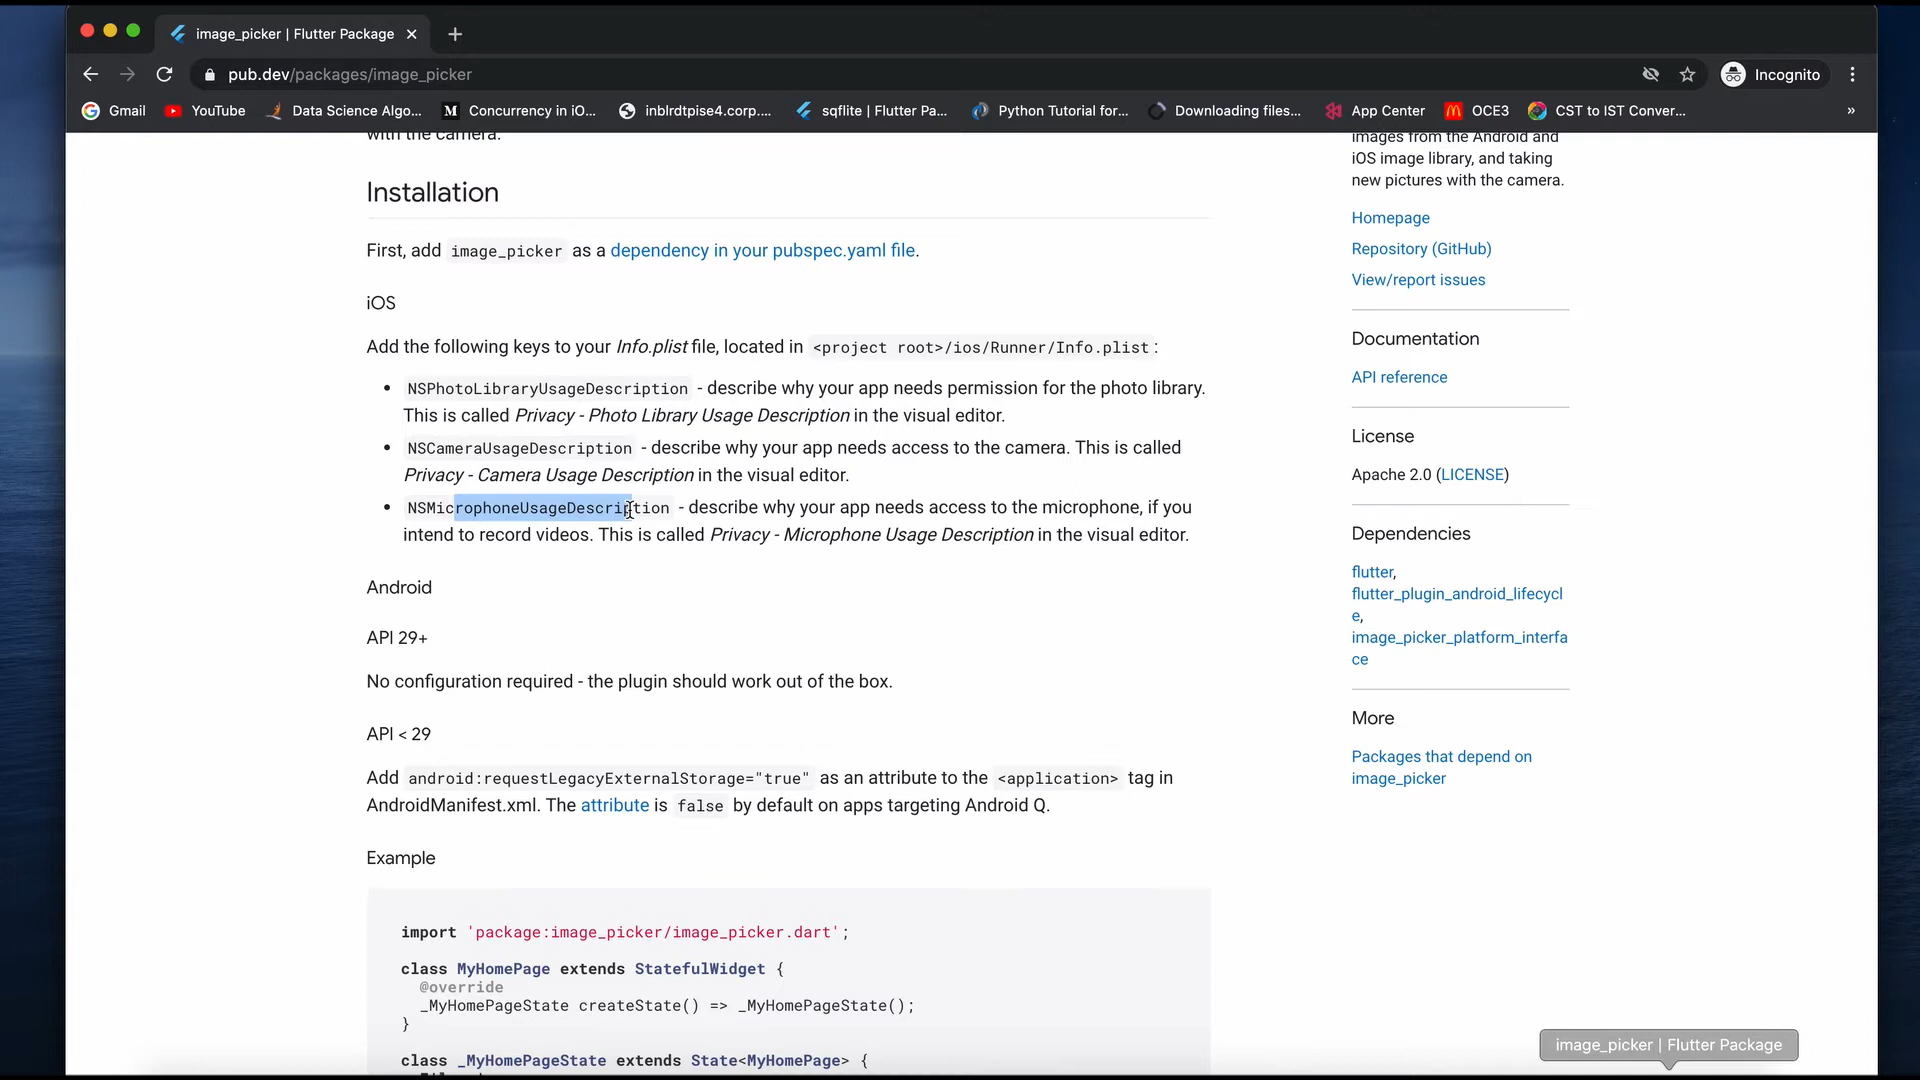 image_picker | Flutter Package
pub.dev/packages/image_picker
Incognito
Gmail
YouTube
Data Science Algo...
M
Concurrency in iO...
inblrdtpise4.corp....
sqflite | Flutter Pa...
Python Tutorial for...
Downloading files...
App Center
OCE3
CST to IST Conver...
»
with the camera.
Installation
First, add image_picker as a dependency in your pubspec.yaml file.
iOS
Add the following keys to your Info.plist file, located in <project root>/ios/Runner/Info.plist :
• NSPhotoLibraryUsageDescription - describe why your app needs permission for the photo library.
This is called Privacy - Photo Library Usage Description in the visual editor.
• NSCameraUsageDescription - describe why your app needs access to the camera. This is called
Privacy - Camera Usage Description in the visual editor.
• NSMicrophoneUsageDescription - describe why your app needs access to the microphone, if you
intend to record videos. This is called Privacy - Microphone Usage Description in the visual editor.
Android
API 29+
No configuration required - the plugin should work out of the box.
API < 29
Add android:requestLegacyExternalStorage="true" as an attribute to the <application> tag in
AndroidManifest.xml. The attribute is false by default on apps targeting Android Q.
Example
import 'package:image_picker/image_picker.dart';
class MyHomePage extends StatefulWidget {
@override
_MyHomePageState createState() => _MyHomePageState();
}
class _MyHomePageState extends State<MyHomePage> {
images from the Android and
iOS image library, and taking
new pictures with the camera.
Homepage
Repository (GitHub)
View/report issues
Documentation
API reference
License
Apache 2.0 (LICENSE)
Dependencies
flutter,
flutter_plugin_android_lifecycl
e,
image_picker_platform_interfa
ce
More
Packages that depend on
image_picker
image_picker | Flutter Package